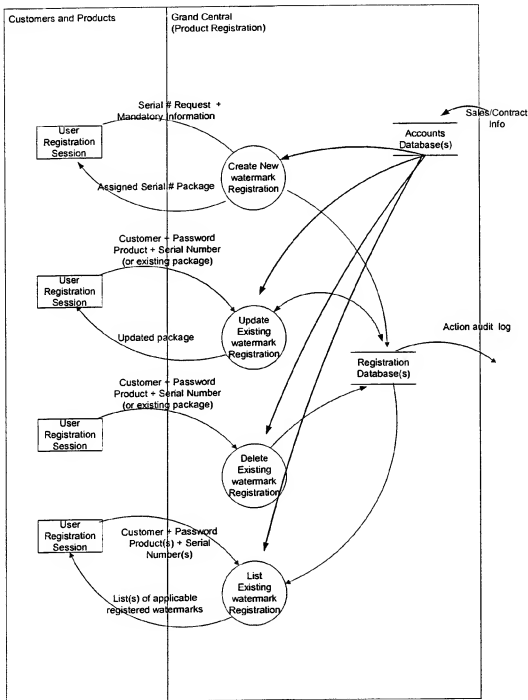 Customers and Products
Grand Central
(Product Registration)
Serial # Request +
Mandatory Information
User
Registration
Session
Create New
watermark
Registration
Assigned Serial # Package
Accounts
Database(s)
Sales/Contract
Info
Customer + Password
Product + Serial Number
(or existing package)
User
Registration
Session
Update
Existing
watermark
Registration
Updated package
Action audit log
Registration
Database(s)
Customer + Password
Product + Serial Number
(or existing package)
User
Registration
Session
Delete
Existing
watermark
Registration
User
Registration
Session
Customer + Password
Product(s) + Serial
Number(s)
List
Existing
watermark
Registration
List(s) of applicable
registered watermarks